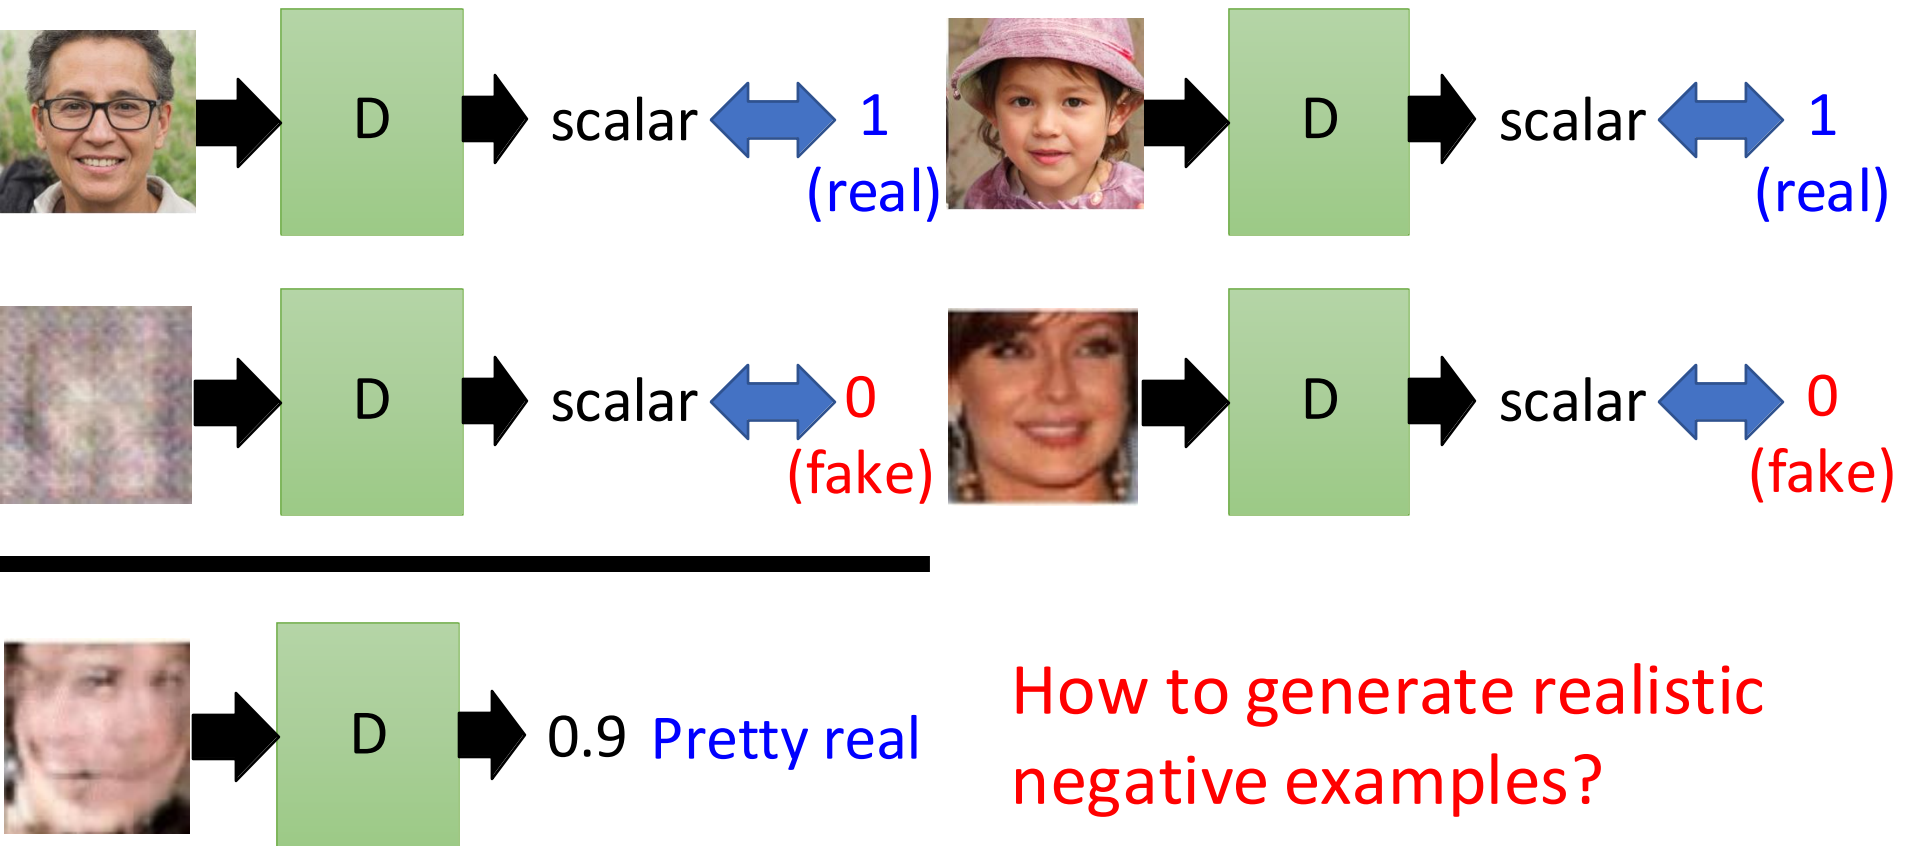 D scalar 1
(real)
D scalar 1
(real)
D scalar 0
(fake)
D scalar 0
(fake)
D 0.9 Pretty real
How to generate realistic
negative examples?